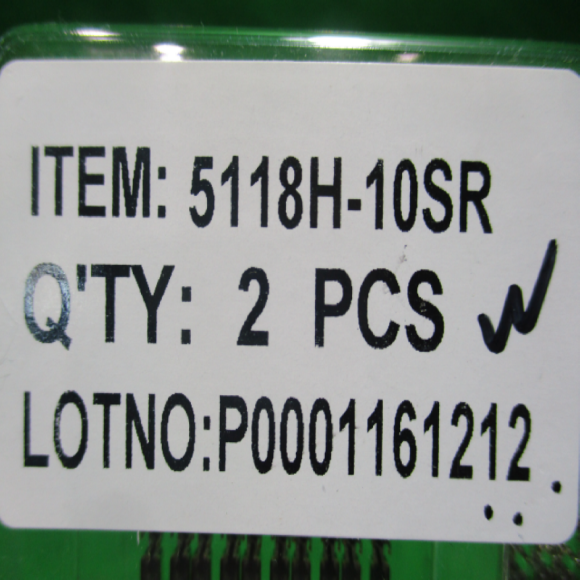 ITEM: 5118H-10SR
Q'TY: 2 PCS
LOTNO:P0001161212